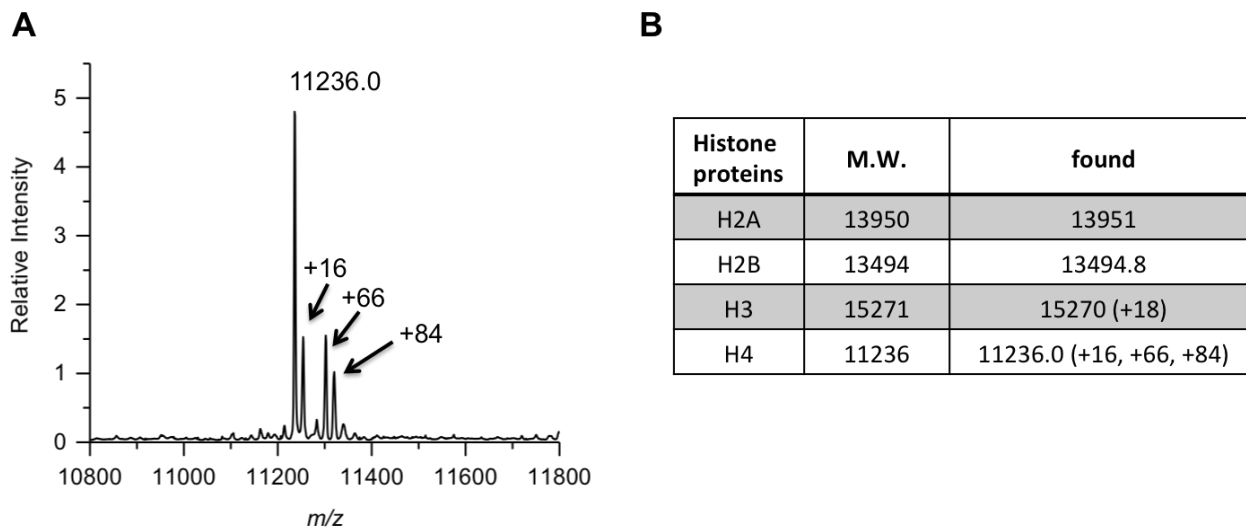 A
11236.0
+16
+66
+84
Relative Intensity
5
4
3
2
1
0
10800 11000 11200 11400 11600 11800
m/z
B
Histone proteins M.W. found
H2A 13950 13951
H2B 13494 13494.8
H3 15271 15270 (+18)
H4 11236 11236.0 (+16, +66, +84)